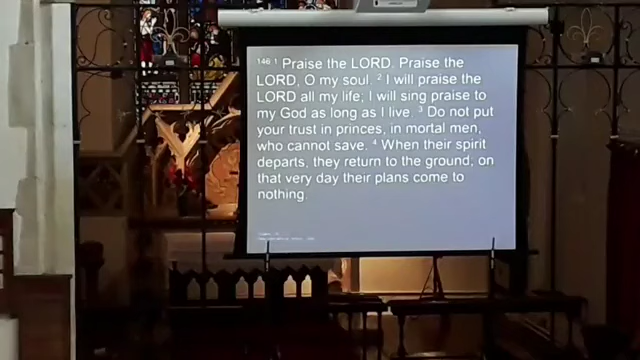 146:1 Praise the LORD. Praise the
LORD, O my soul. 2 I will praise the
LORD all my life; I will sing praise to
my God as long as I live. 3 Do not put
your trust in princes, in mortal men,
who cannot save. 4 When their spirit
departs, they return to the ground; on
that very day their plans come to
nothing.